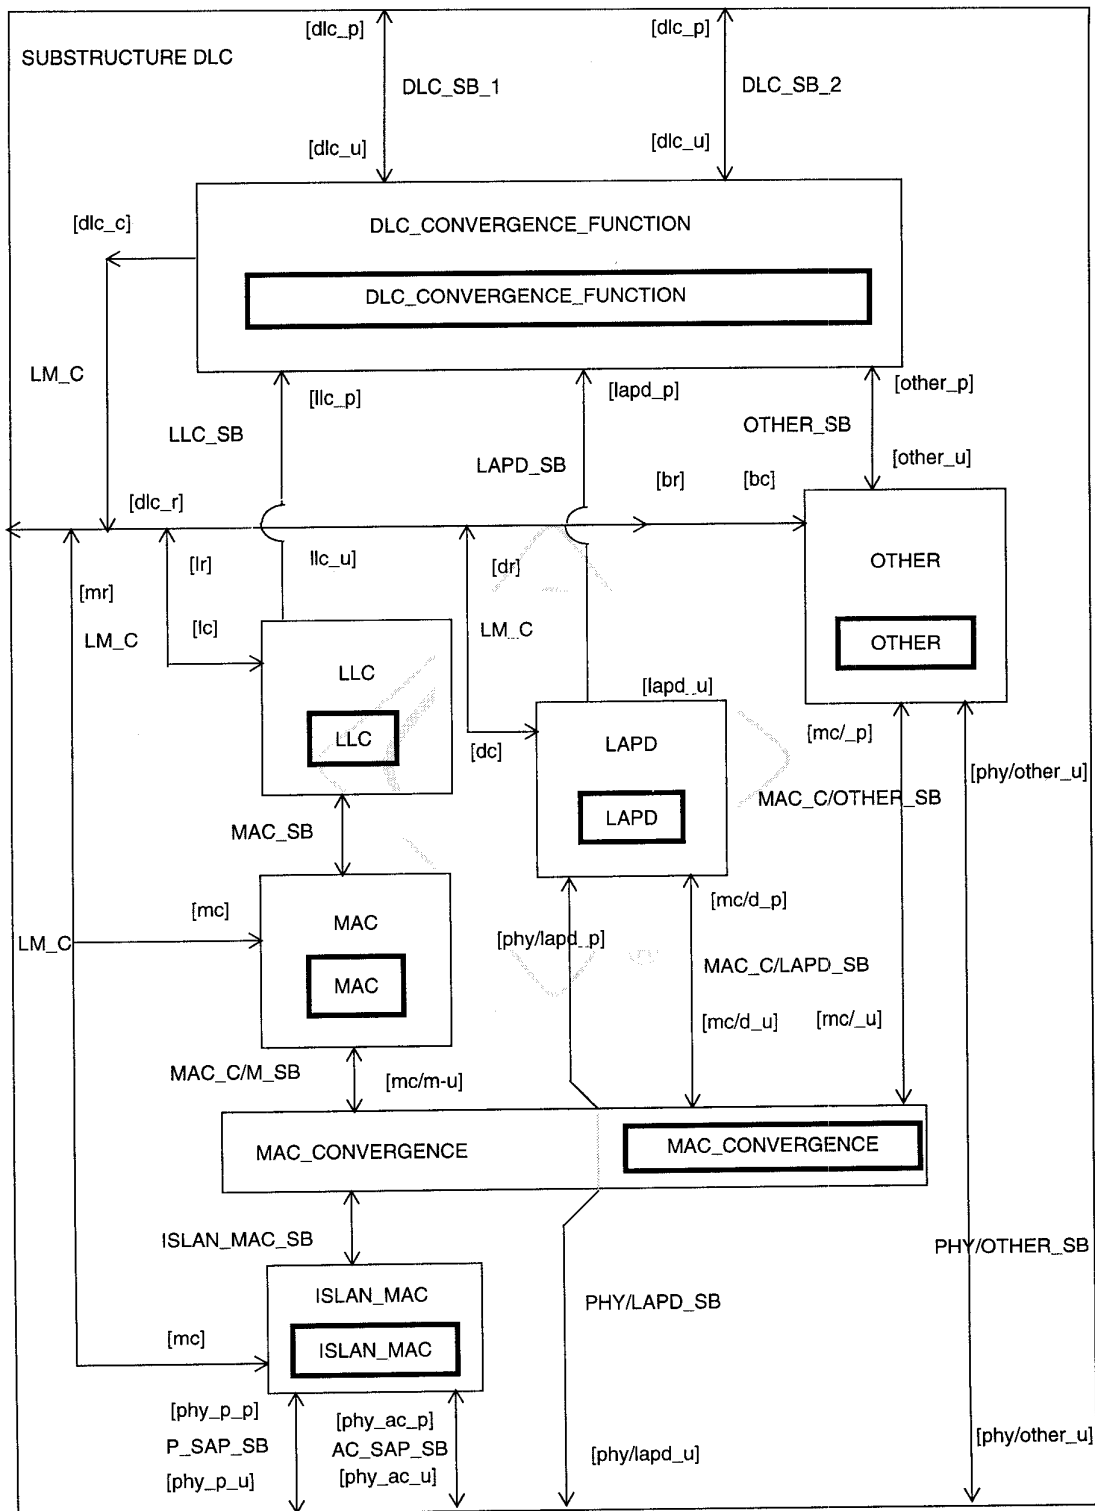 [dlc_p]
[dlc_p]
SUBSTRUCTURE DLC
DLC_SB_1
DLC_SB_2
[dlc_u]
[dlc_u]
[dlc_c]
DLC_CONVERGENCE_FUNCTION
DLC_CONVERGENCE_FUNCTION
LM_C
[llc_p]
[lapd_p]
[other_p]
LLC_SB
OTHER_SB
LAPD_SB
[other_u]
[br]
[bc]
[dlc_r]
[lr]
llc_u]
[dr]
OTHER
[mr]
LM_C
[lc]
LM_C
OTHER
LLC
[lapd_u]
LLC
[dc]
LAPD
[mc/_p]
[phy/other_u]
MAC_C/OTHER_SB
LAPD
MAC_SB
[mc]
MAC
[mc/d_p]
LM_C
[phy/lapd_p]
MAC_C/LAPD_SB
MAC
[mc/d_u]
[mc/_u]
MAC_C/M_SB
[mc/m-u]
MAC_CONVERGENCE
MAC_CONVERGENCE
ISLAN_MAC_SB
PHY/OTHER_SB
ISLAN_MAC
PHY/LAPD_SB
[mc]
ISLAN_MAC
[phy_p_p]
[phy_ac_p]
P_SAP_SB
AC_SAP_SB
[phy/lapd_u]
[phy/other_u]
[phy_p_u]
[phy_ac_u]